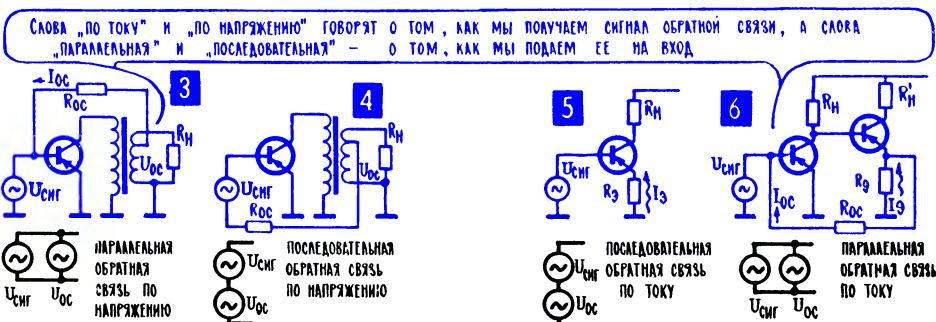 СЛОВА „ПО ТОКУ" И „ПО НАПРЯЖЕНИЮ" ГОВОРЯТ О ТОМ, КАК МЫ ПОЛУЧАЕМ СИГНАЛ ОБРАТНОЙ СВЯЗИ, А СЛОВА
„ПАРАЛЛЕЛЬНАЯ" И „ПОСЛЕДОВАТЕЛЬНАЯ" – О ТОМ, КАК МЫ ПОДАЕМ ЕЕ НА ВХОД
3
Iос
Rос
Rн
Uос
Uсиг
Uсиг Uос
ПАРАЛЛЕЛЬНАЯ
ОБРАТНАЯ
СВЯЗЬ ПО
НАПРЯЖЕНИЮ
4
Rн
Uос
Uсиг
Rос
Uсиг
Uос
ПОСЛЕДОВАТЕЛЬНАЯ
ОБРАТНАЯ СВЯЗЬ
ПО НАПРЯЖЕНИЮ
5
Rн
Uсиг
Rэ
Iэ
Uсиг
Uос
ПОСЛЕДОВАТЕЛЬНАЯ
ОБРАТНАЯ СВЯЗЬ
ПО ТОКУ
6
Rн
R'н
Uсиг
Iос
Rэ
Iэ
Rос
Uсиг Uос
ПАРАЛЛЕЛЬНАЯ
ОБРАТНАЯ СВЯЗЬ
ПО ТОКУ